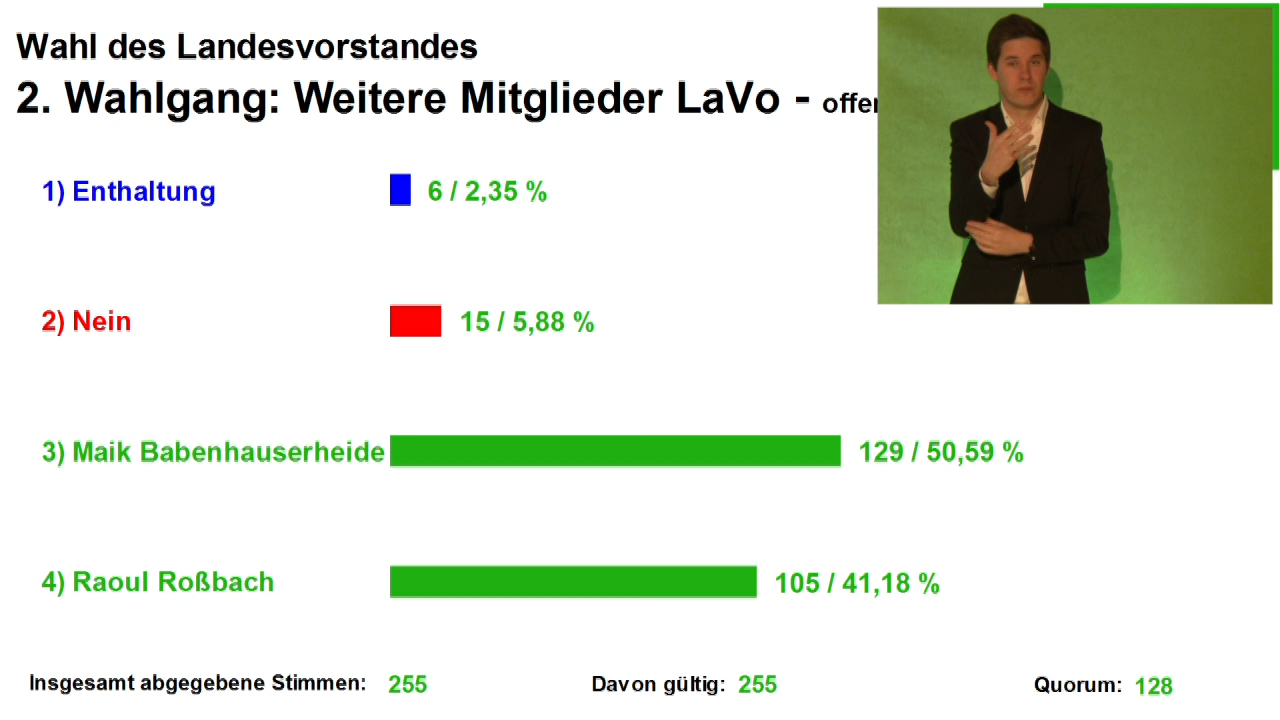 Wahl des Landesvorstandes
2. Wahlgang: Weitere Mitglieder LaVo -
1) Enthaltung 6 / 2,35 %
2) Nein 15 / 5,88 %
3) Maik Babenhauserheide 129 / 50,59 %
4) Raoul Roßbach 105 / 41,18 %
Insgesamt abgegebene Stimmen: 255 Davon gültig: 255 Quorum: 128